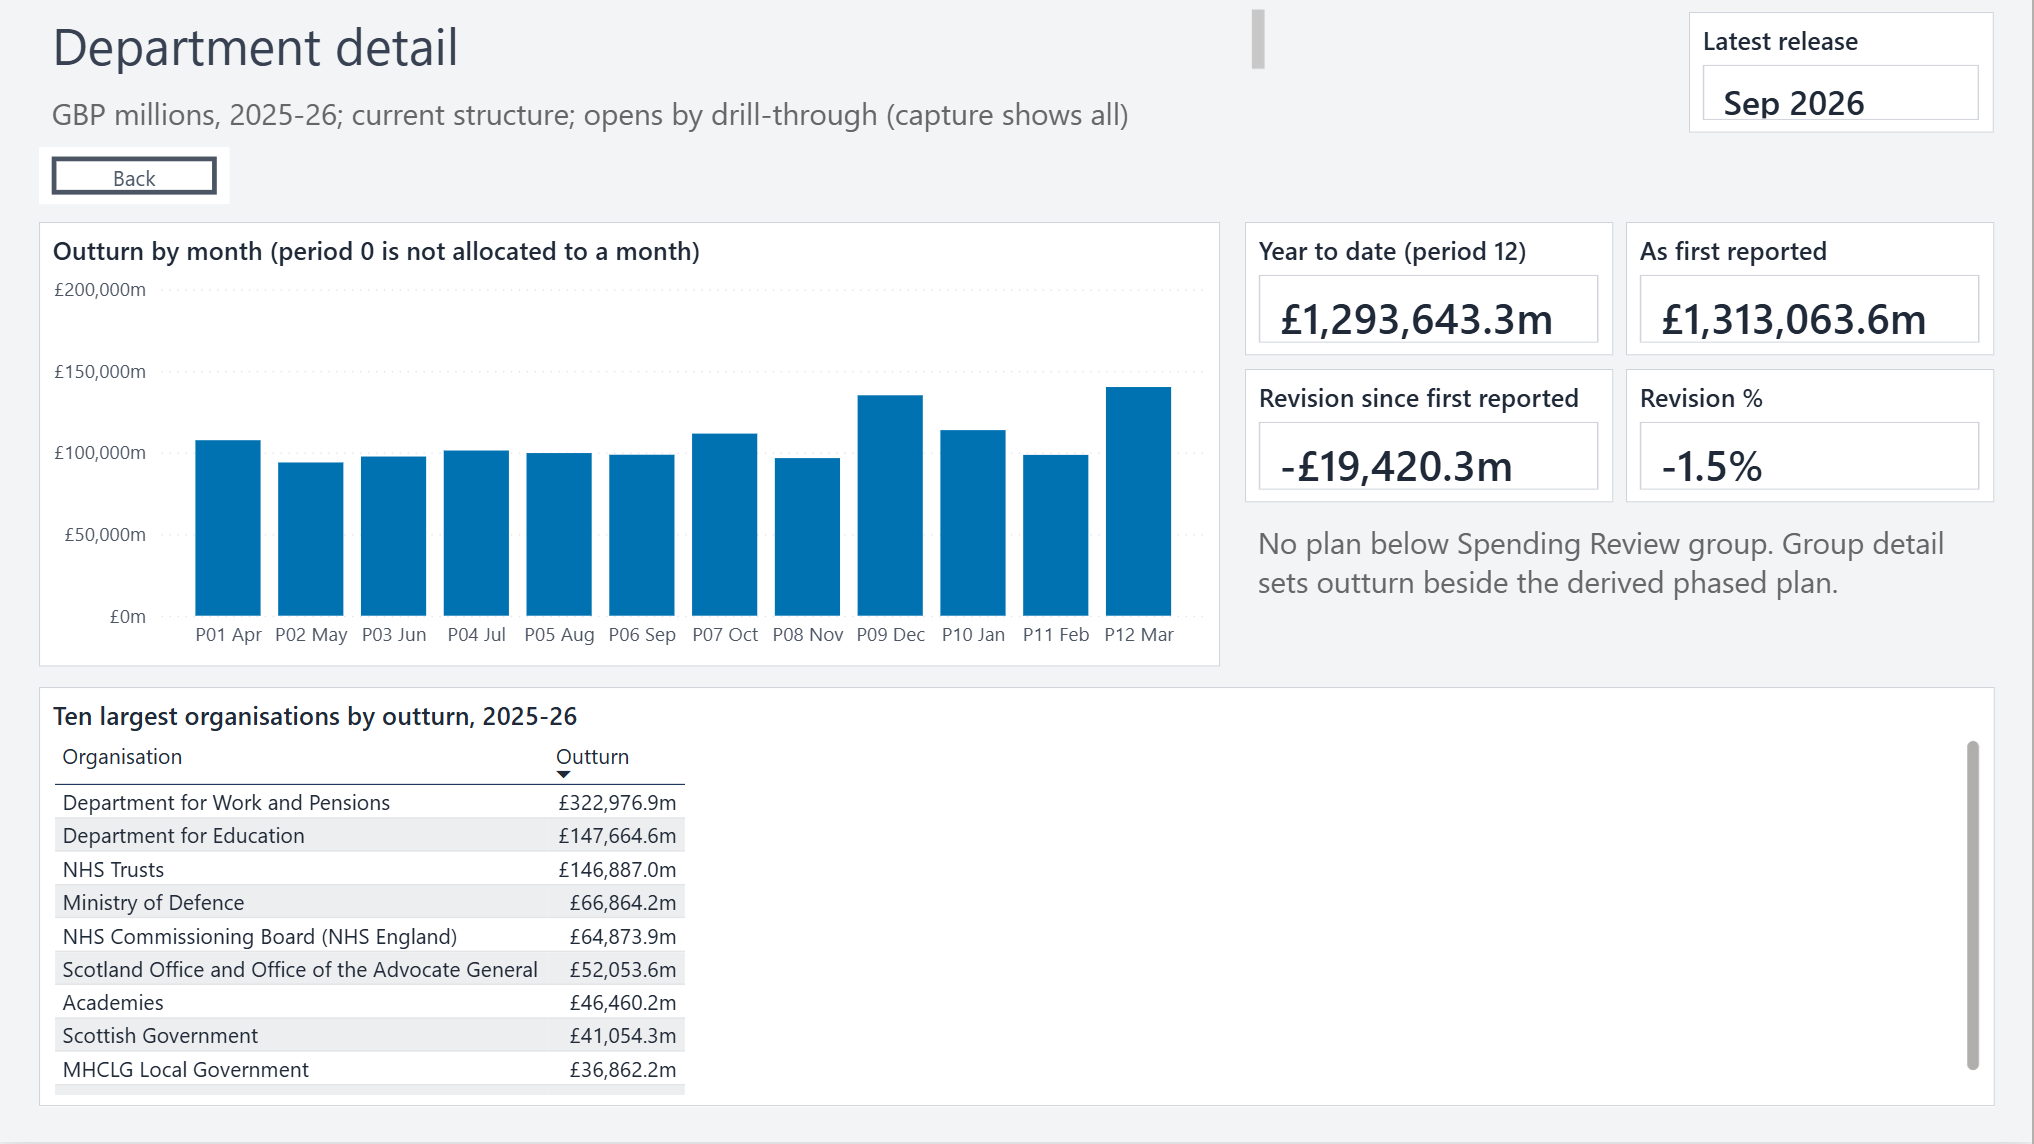 Department detail
GBP millions, 2025-26; current structure; opens by drill-through (capture shows all)
Latest release
Sep 2026
Back
Outturn by month (period 0 is not allocated to a month)
£200,000m
£150,000m
£100,000m
£50,000m
£0m
P01 Apr P02 May P03 Jun P04 Jul P05 Aug P06 Sep P07 Oct P08 Nov P09 Dec P10 Jan P11 Feb P12 Mar
Year to date (period 12)
£1,293,643.3m
As first reported
£1,313,063.6m
Revision since first reported
-£19,420.3m
Revision %
-1.5%
No plan below Spending Review group. Group detail
sets outturn beside the derived phased plan.
Ten largest organisations by outturn, 2025-26
Organisation Outturn
Department for Work and Pensions £322,976.9m
Department for Education £147,664.6m
NHS Trusts £146,887.0m
Ministry of Defence £66,864.2m
NHS Commissioning Board (NHS England) £64,873.9m
Scotland Office and Office of the Advocate General £52,053.6m
Academies £46,460.2m
Scottish Government £41,054.3m
MHCLG Local Government £36,862.2m